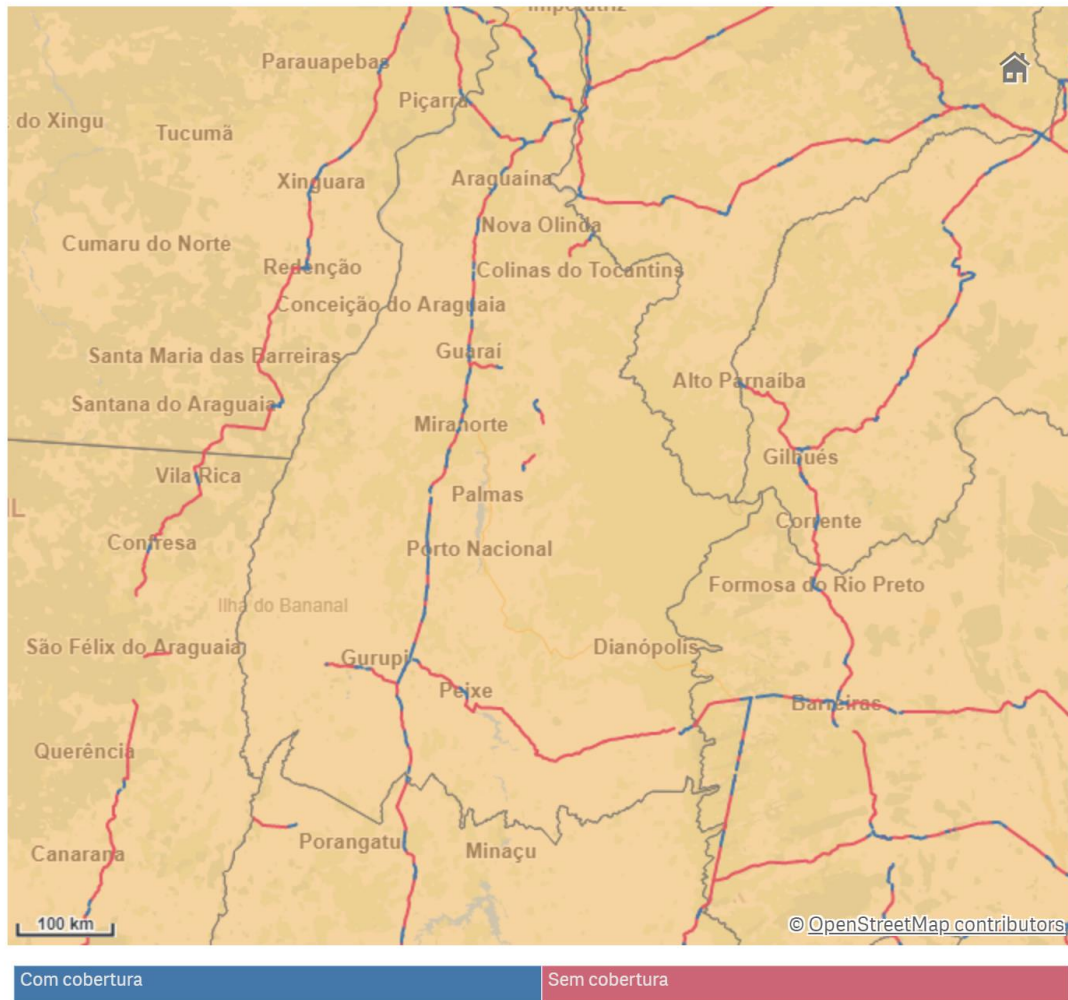 Imperatriz
Parauapebas
Piçarra
do Xingu
Tucumã
Xinguara
Araguaína
Nova Olinda
Cumaru do Norte
Redenção
Colinas do Tocantins
Conceição do Araguaia
Guaraí
Santa Maria das Barreiras
Alto Parnaíba
Santana do Araguaia
Miranorte
Gilbués
Vila Rica
Palmas
IL
Corrente
Confresa
Porto Nacional
Formosa do Rio Preto
Ilha do Bananal
São Félix do Araguaia
Dianópolis
Gurupi
Peixe
Barreiras
Querência
Porangatu
Minaçu
Canarana
100 km
© OpenStreetMap contributors
Com cobertura
Sem cobertura